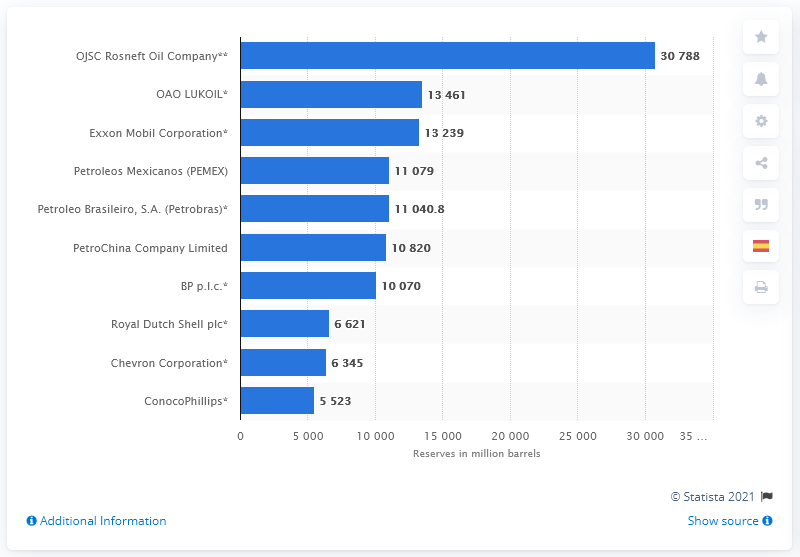 OJSC Rosneft Oil Company** 30 788
OAO LUKOIL* 13 461
Exxon Mobil Corporation* 13 239
Petroleos Mexicanos (PEMEX) 11 079
Petroleo Brasileiro, S.A. (Petrobras)* 11 040.8
PetroChina Company Limited 10 820
BP p.l.c.* 10 070
Royal Dutch Shell plc* 6 621
Chevron Corporation* 6 345
ConocoPhillips* 5 523
0 5 000 10 000 15 000 20 000 25 000 30 000 35 ...
Reserves in million barrels
© Statista 2021
Additional Information Show source